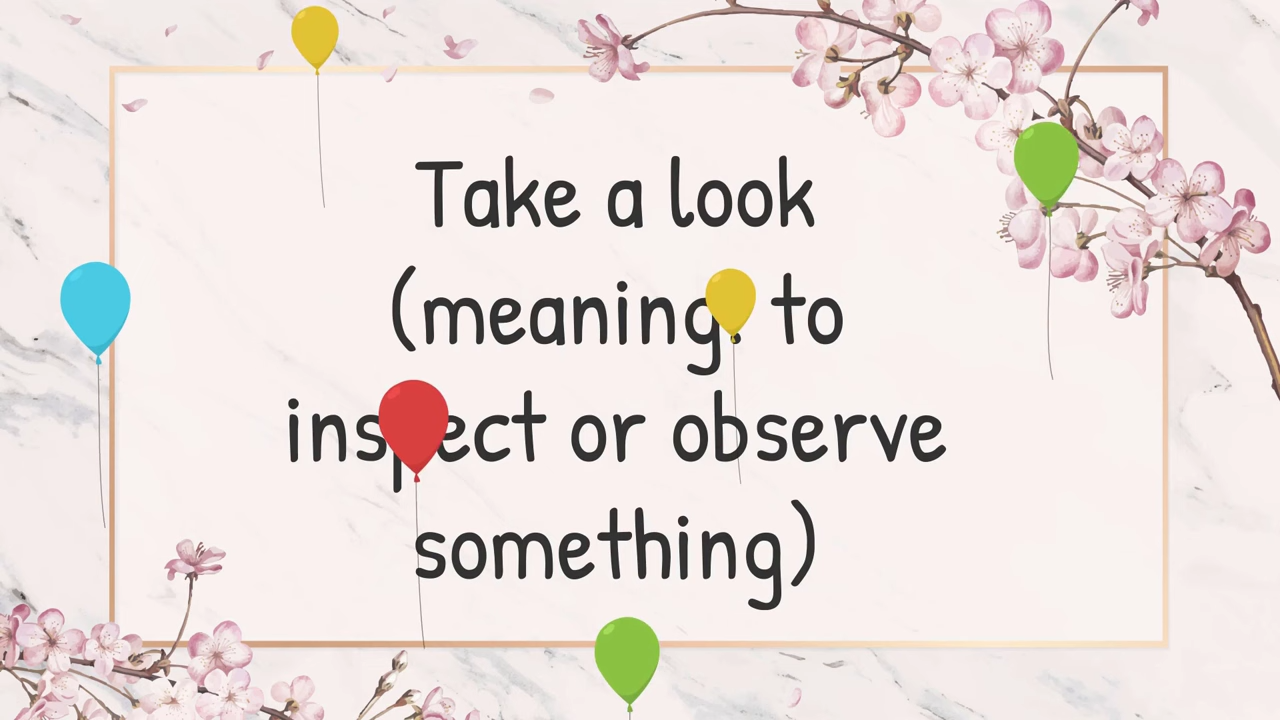 Take a look
(meaning: to
inspect or observe
something)